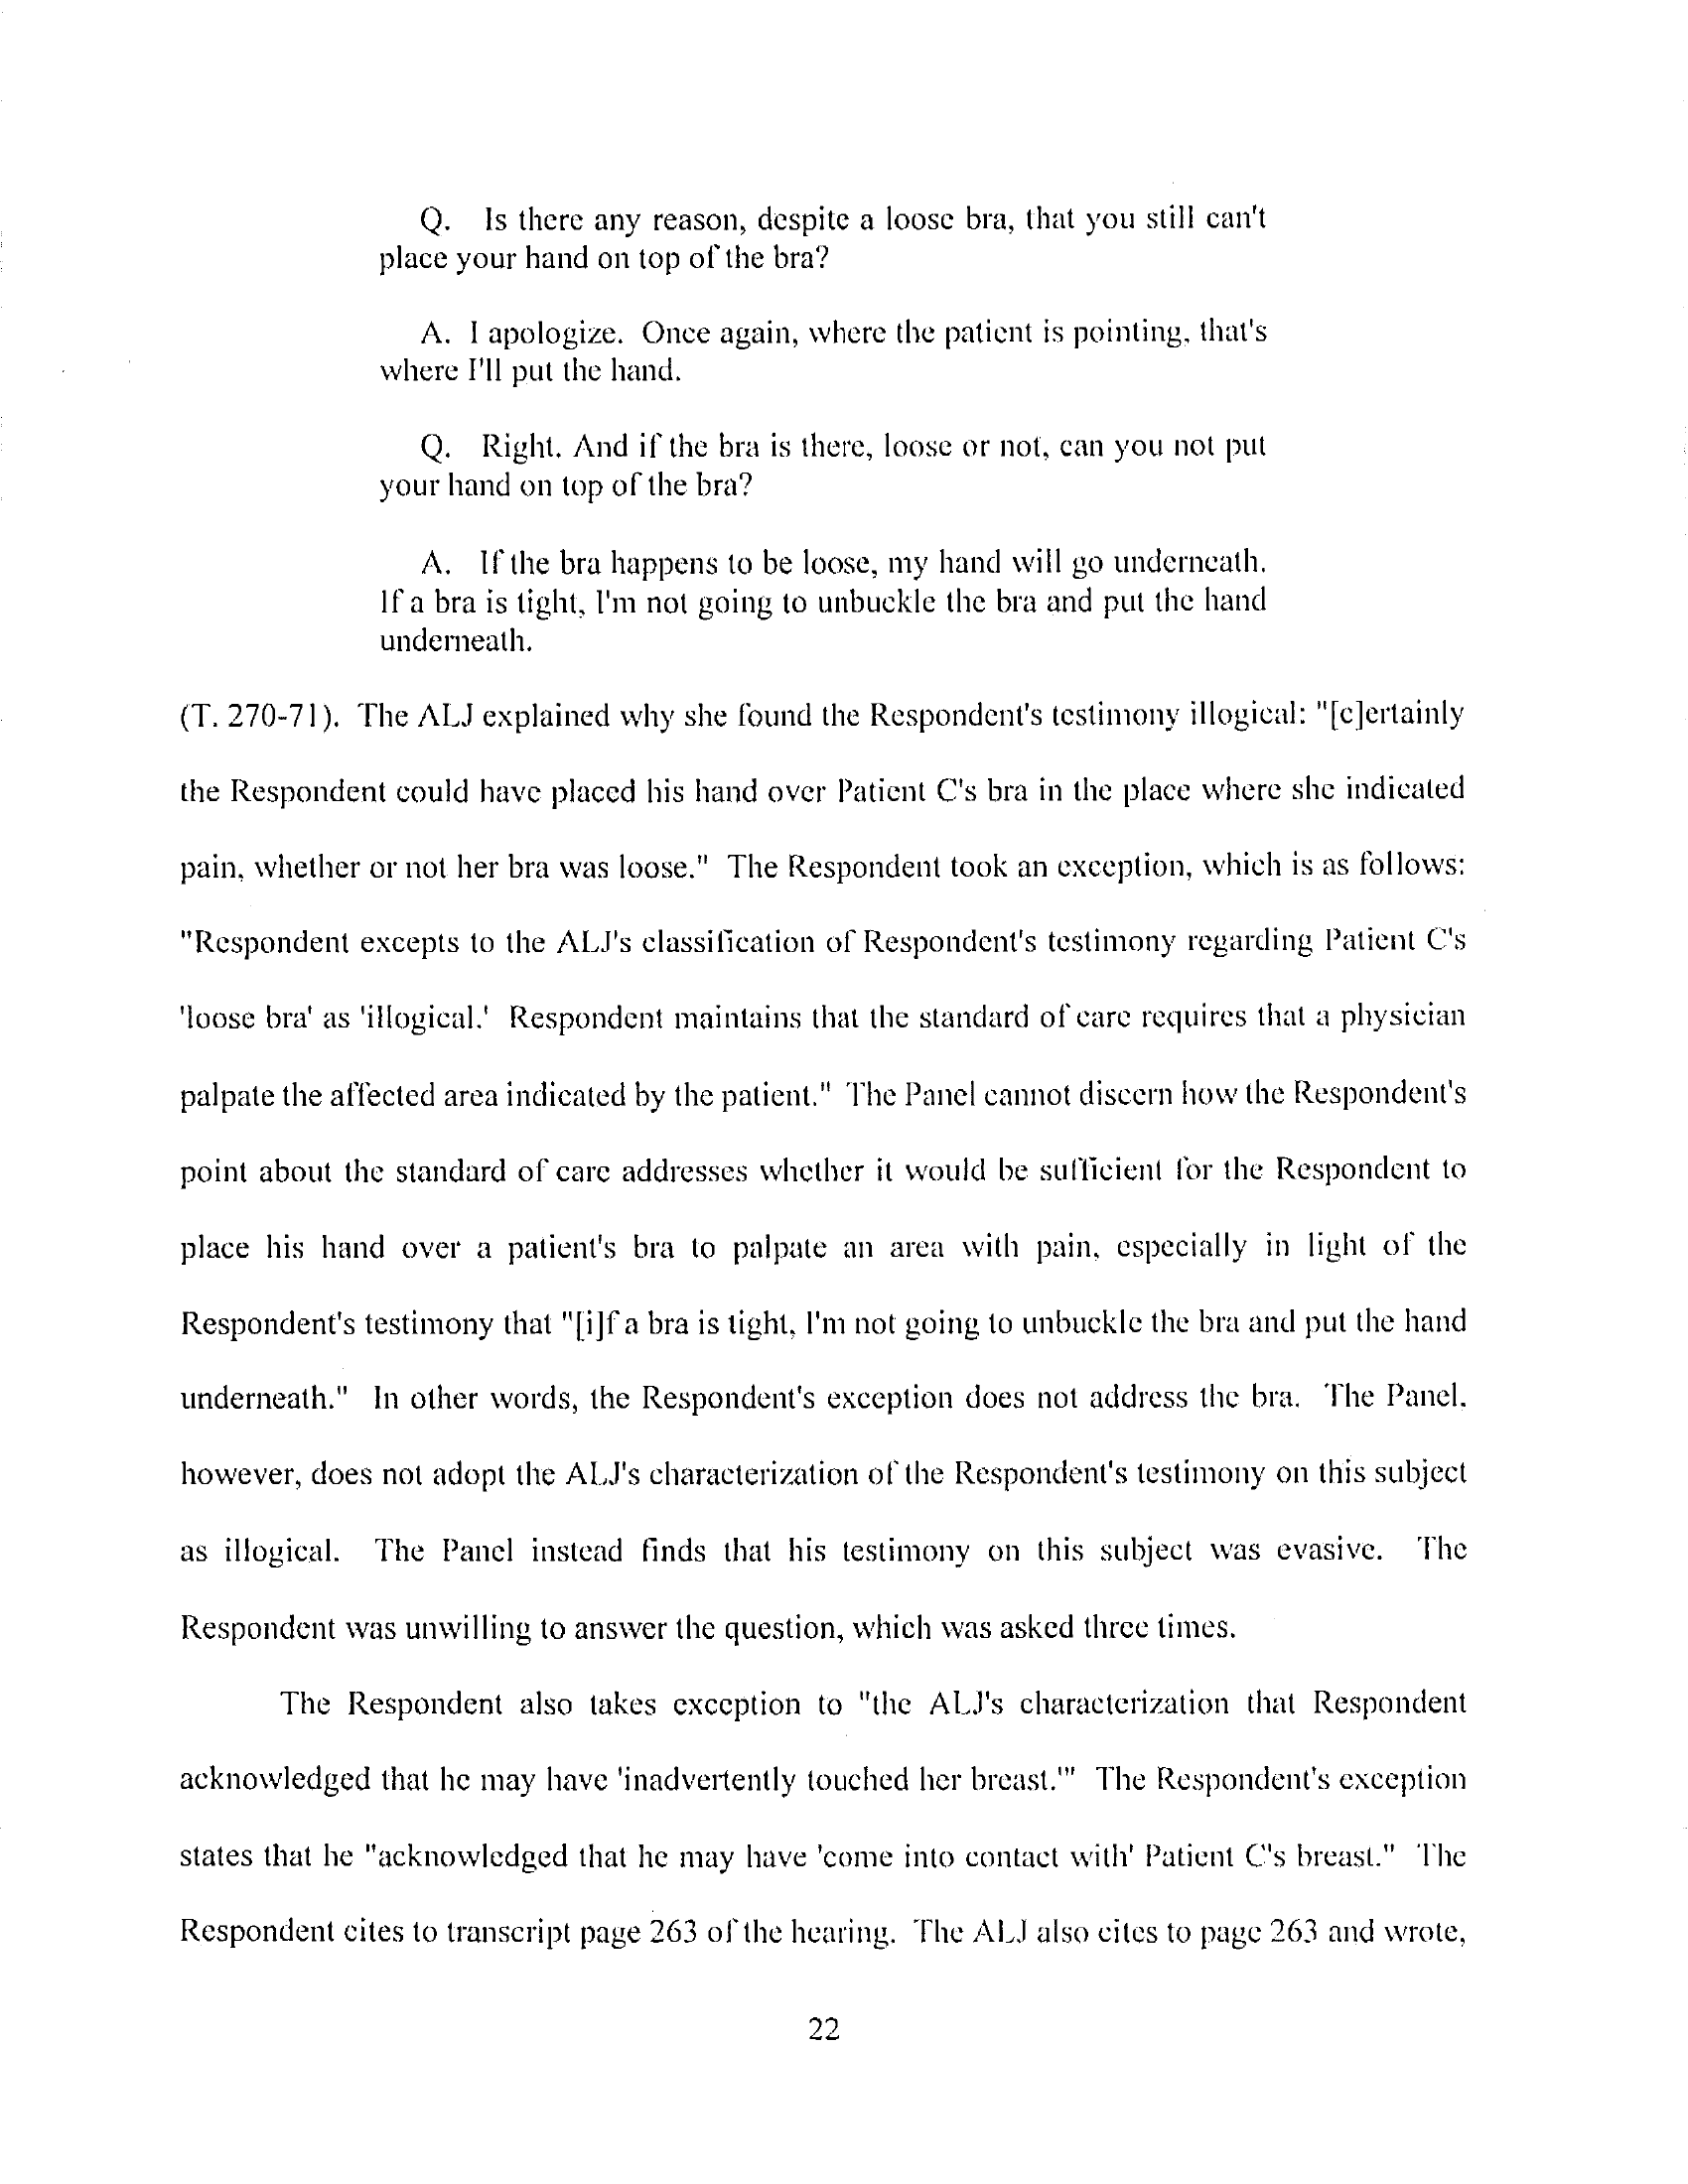 Q. Is there any reason, despite a loose bra, that you still can't
place your hand on top of the bra?
A. I apologize. Once again, where the patient is pointing, that's
where I'll put the hand.
Q. Right. And if the bra is there, loose or not, can you not put
your hand on top of the bra?
A. If the bra happens to be loose, my hand will go underneath.
If a bra is tight, I'm not going to unbuckle the bra and put the hand
underneath.
(T. 270-71). The ALJ explained why she found the Respondent's testimony illogical: "[c]ertainly
the Respondent could have placed his hand over Patient C's bra in the place where she indicated
pain, whether or not her bra was loose." The Respondent took an exception, which is as follows:
"Respondent excepts to the ALJ's classification of Respondent's testimony regarding Patient C's
'loose bra' as 'illogical.' Respondent maintains that the standard of care requires that a physician
palpate the affected area indicated by the patient." The Panel cannot discern how the Respondent's
point about the standard of care addresses whether it would be sufficient for the Respondent to
place his hand over a patient's bra to palpate an area with pain, especially in light of the
Respondent's testimony that "[i]f a bra is tight, I'm not going to unbuckle the bra and put the hand
underneath." In other words, the Respondent's exception does not address the bra. The Panel,
however, does not adopt the ALJ's characterization of the Respondent's testimony on this subject
as illogical. The Panel instead finds that his testimony on this subject was evasive. The
Respondent was unwilling to answer the question, which was asked three times.
The Respondent also takes exception to "the ALJ's characterization that Respondent
acknowledged that he may have 'inadvertently touched her breast.'" The Respondent's exception
states that he "acknowledged that he may have 'come into contact with' Patient C's breast." The
Respondent cites to transcript page 263 of the hearing. The ALJ also cites to page 263 and wrote,
22